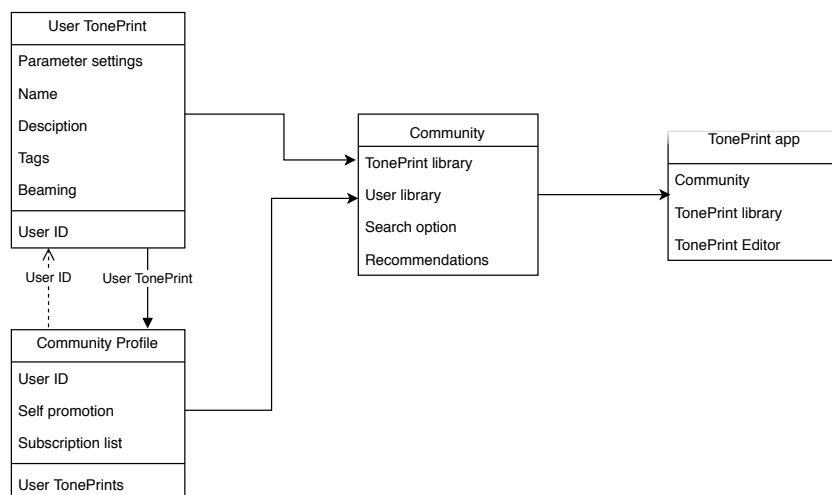 User TonePrint
Parameter settings
Name
Desciption
Tags
Beaming
User ID
User ID
User TonePrint
Community Profile
User ID
Self promotion
Subscription list
User TonePrints
Community
TonePrint library
User library
Search option
Recommendations
TonePrint app
Community
TonePrint library
TonePrint Editor